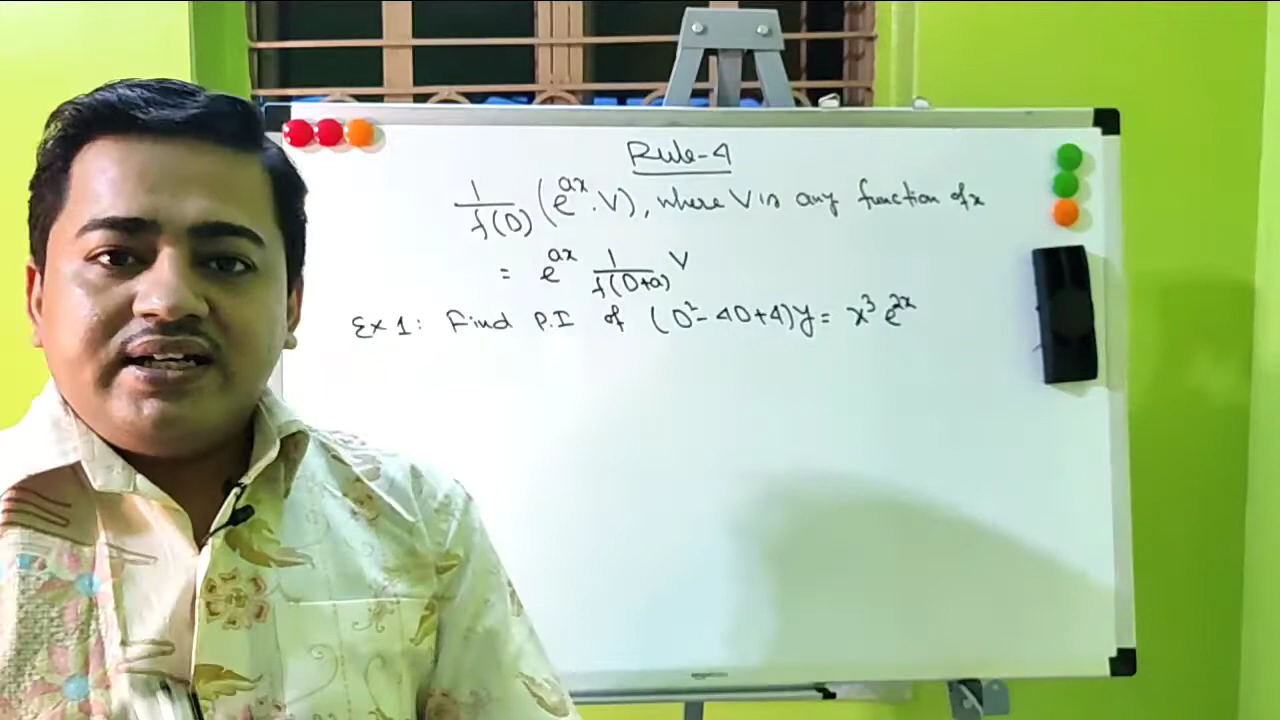 Rule-4
1/f(D) (e^ax . V), where V is any function of x
= e^ax 1/f(D+a) V
Ex 1: Find P.I of (D²- 4D+4)y = x³ e^2x